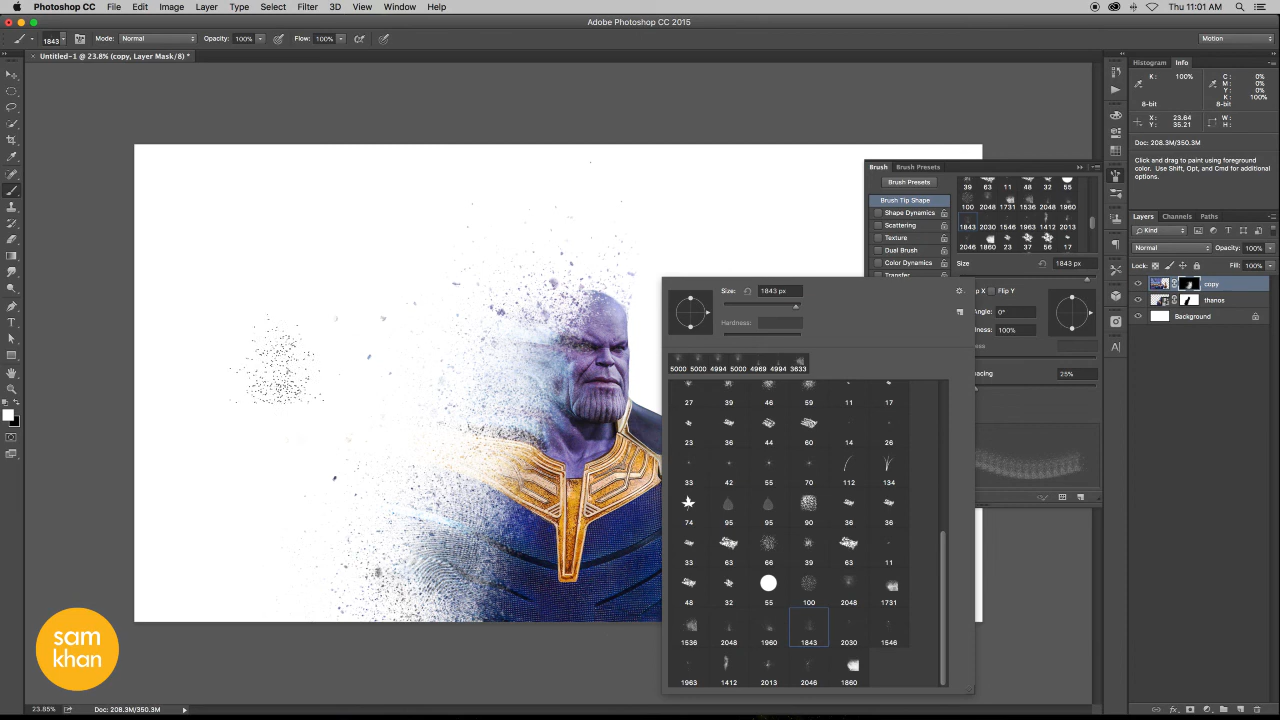 Photoshop CC File Edit Image Layer Type Select Filter 3D View Window Help Thu 11:01 AM
Adobe Photoshop CC 2015
1843 Mode: Normal Opacity: 100% Flow: 100% Motion
Untitled-1 @ 23.8% (copy, Layer Mask/8) *
Histogram Info
K: 100% C: 0%
M: 0%
Y: 0%
K: 100%
8-bit 8-bit
X: 23.64 W:
Y: 35.21 H:
Doc: 208.3M/350.3M
Click and drag to paint using foreground color. Use Shift, Opt, and Cmd for additional options.
Layers Channels Paths
Kind
Normal Opacity: 100%
Lock: Fill: 100%
copy
thanos
Background
Brush Brush Presets
Brush Presets
Brush Tip Shape
Shape Dynamics
Scattering
Texture
Dual Brush
Color Dynamics
Transfer
39 63 11 48 32 55
100 2048 1731 1536 2048 1960
1843 2030 1546 1963 1412 2013
2046 1860 23 37 56 17
Size 1843 px
p X Flip Y
Angle: 0°
dness: 100%
pacing 25%
Size: 1843 px
Hardness:
5000 5000 4994 5000 4969 4994 3633
27 39 46 59 11 17
23 36 44 60 14 26
33 42 55 70 112 134
74 95 95 90 36 36
33 63 66 39 63 11
48 32 55 100 2048 1731
1536 2048 1960 1843 2030 1546
1963 1412 2013 2046 1860
sam
khan
23.85% Doc: 208.3M/350.3M